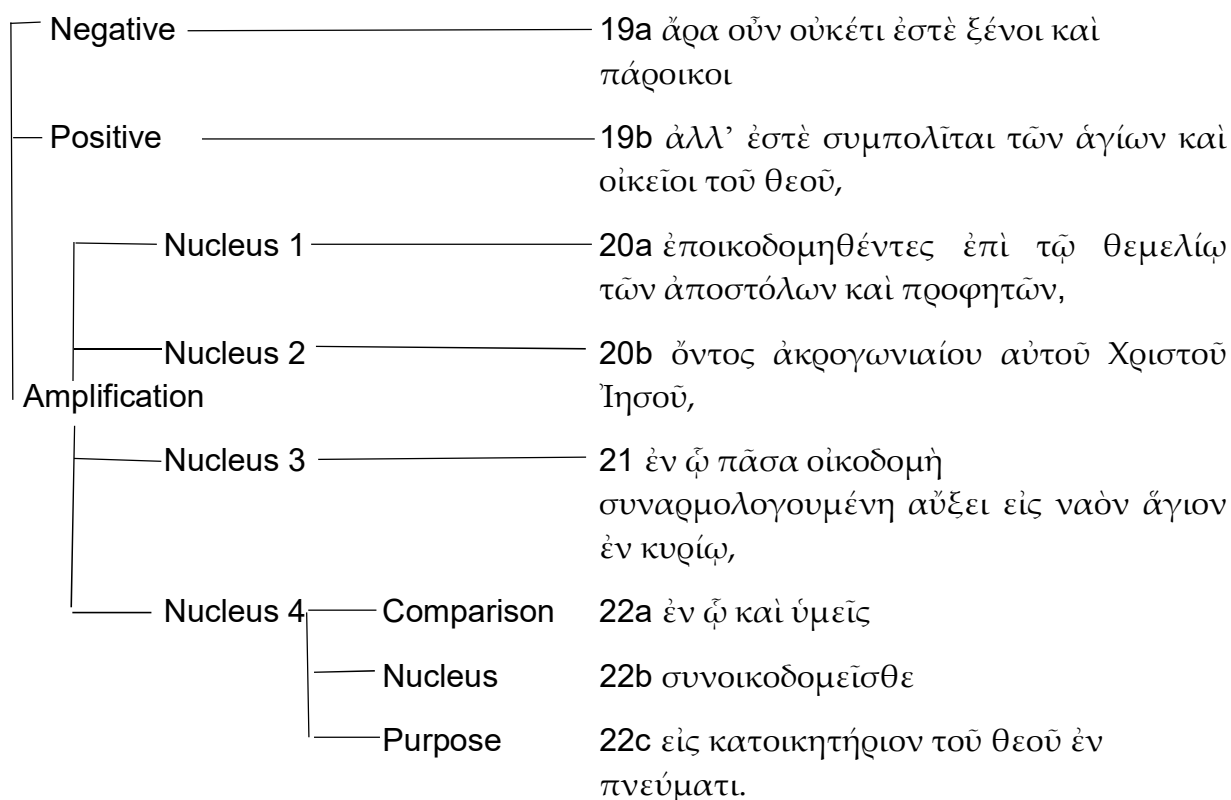 Negative 19a ἄρα οὖν οὐκέτι ἐστὲ ξένοι καὶ
πάροικοι
Positive 19b ἀλλ’ ἐστὲ συμπολῖται τῶν ἁγίων καὶ
οἰκεῖοι τοῦ θεοῦ,
Nucleus 1 20a ἐποικοδομηθέντες ἐπὶ τῷ θεμελίῳ
τῶν ἀποστόλων καὶ προφητῶν,
Nucleus 2 20b ὄντος ἀκρογωνιαίου αὐτοῦ Χριστοῦ
Amplification Ἰησοῦ,
Nucleus 3 21 ἐν ᾧ πᾶσα οἰκοδομὴ
συναρμολογουμένη αὔξει εἰς ναὸν ἅγιον
ἐν κυρίῳ,
Nucleus 4 Comparison 22a ἐν ᾧ καὶ ὑμεῖς
Nucleus 22b συνοικοδομεῖσθε
Purpose 22c εἰς κατοικητήριον τοῦ θεοῦ ἐν
πνεύματι.